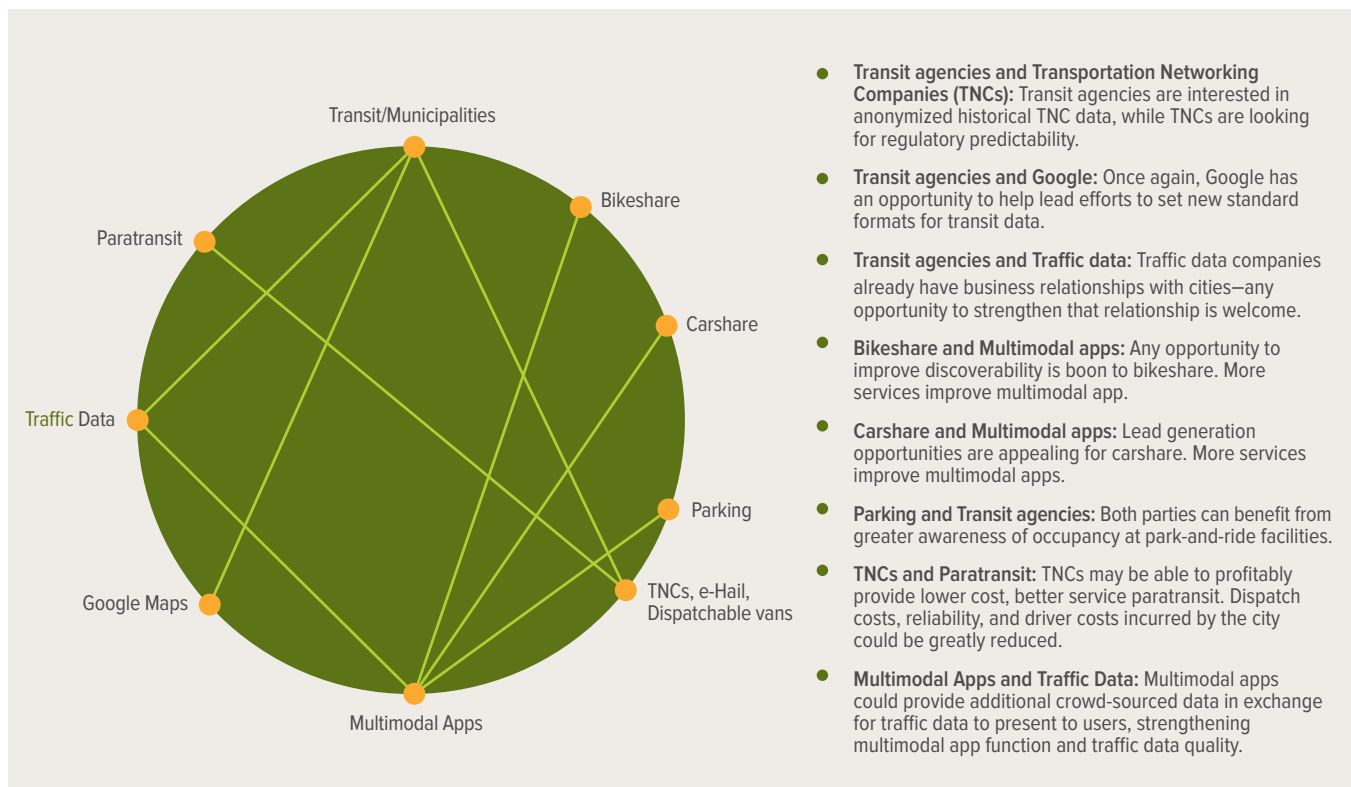 Transit/Municipalities
Bikeshare
Paratransit
Carshare
Traffic Data
Parking
Google Maps
TNCs, e-Hail,
Dispatchable vans
Multimodal Apps
Transit agencies and Transportation Networking
Companies (TNCs): Transit agencies are interested in
anonymized historical TNC data, while TNCs are looking
for regulatory predictability.
Transit agencies and Google: Once again, Google has
an opportunity to help lead efforts to set new standard
formats for transit data.
Transit agencies and Traffic data: Traffic data companies
already have business relationships with cities—any
opportunity to strengthen that relationship is welcome.
Bikeshare and Multimodal apps: Any opportunity to
improve discoverability is boon to bikeshare. More
services improve multimodal app.
Carshare and Multimodal apps: Lead generation
opportunities are appealing for carshare. More services
improve multimodal apps.
Parking and Transit agencies: Both parties can benefit from
greater awareness of occupancy at park-and-ride facilities.
TNCs and Paratransit: TNCs may be able to profitably
provide lower cost, better service paratransit. Dispatch
costs, reliability, and driver costs incurred by the city
could be greatly reduced.
Multimodal Apps and Traffic Data: Multimodal apps
could provide additional crowd-sourced data in exchange
for traffic data to present to users, strengthening
multimodal app function and traffic data quality.